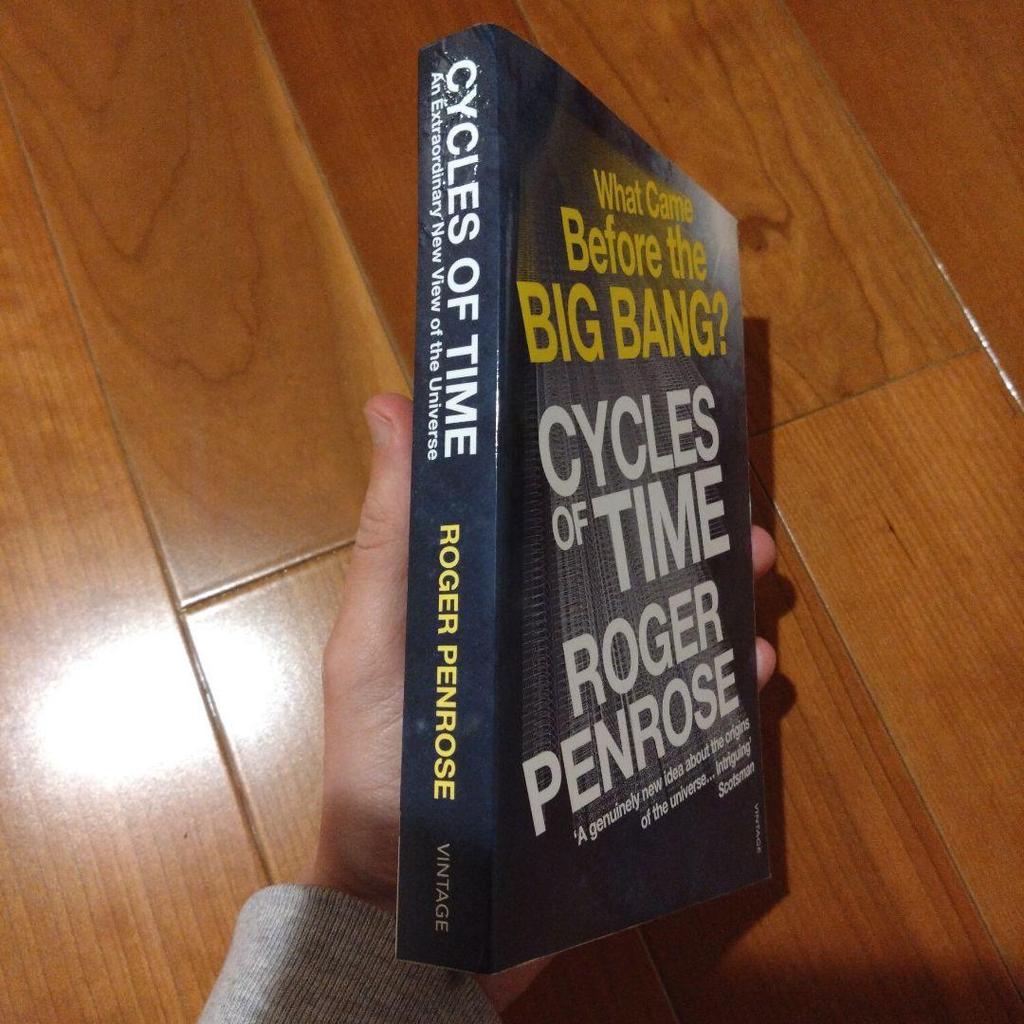 CYCLES OF TIME
An Extraordinary New View of the Universe
ROGER PENROSE
VINTAGE
What Came
Before the
BIG BANG?
CYCLES
OF TIME
ROGER
PENROSE
'A genuinely new idea about the origins
of the universe... Intriguing'
Scotsman
VINTAGE